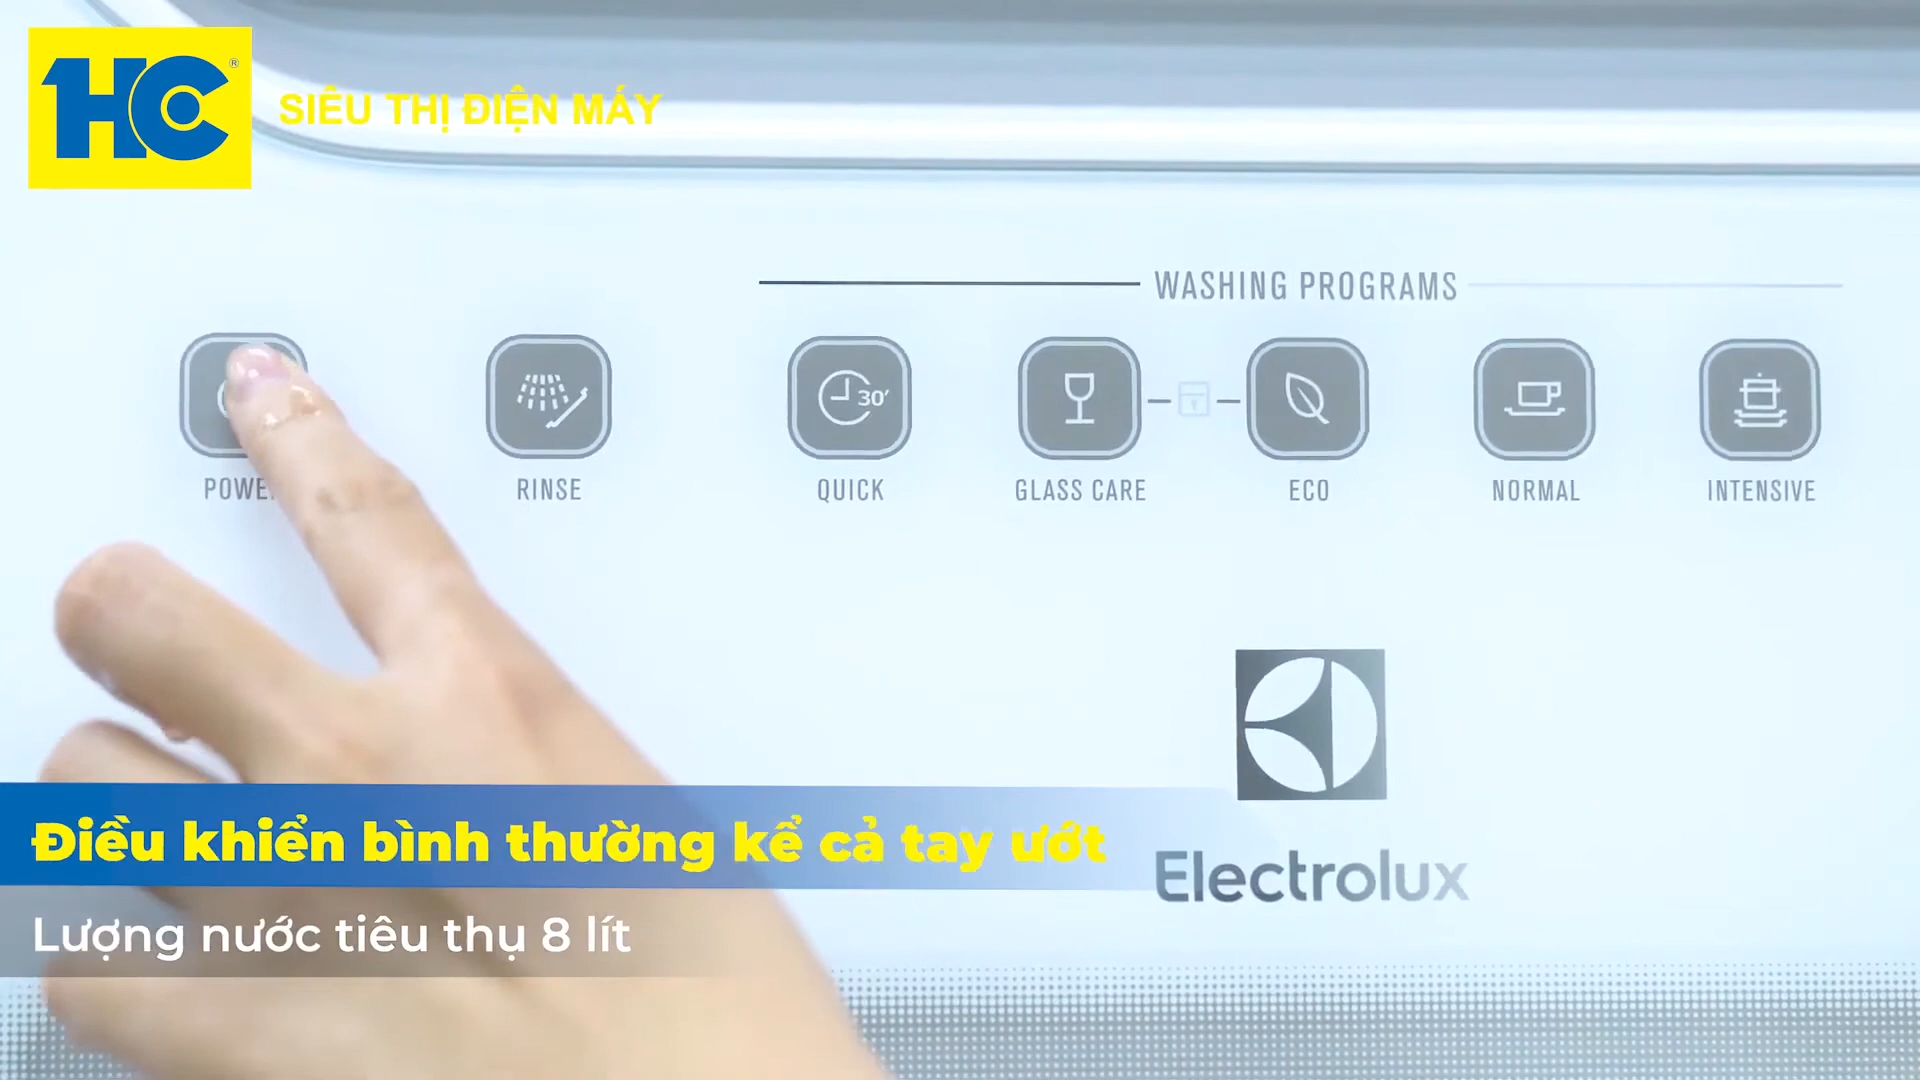 HC®
SIÊU THỊ ĐIỆN MÁY
WASHING PROGRAMS
30'
POWER
RINSE
QUICK
GLASS CARE
ECO
NORMAL
INTENSIVE
Điều khiển bình thường kể cả tay ướt
Electrolux
Lượng nước tiêu thụ 8 lít